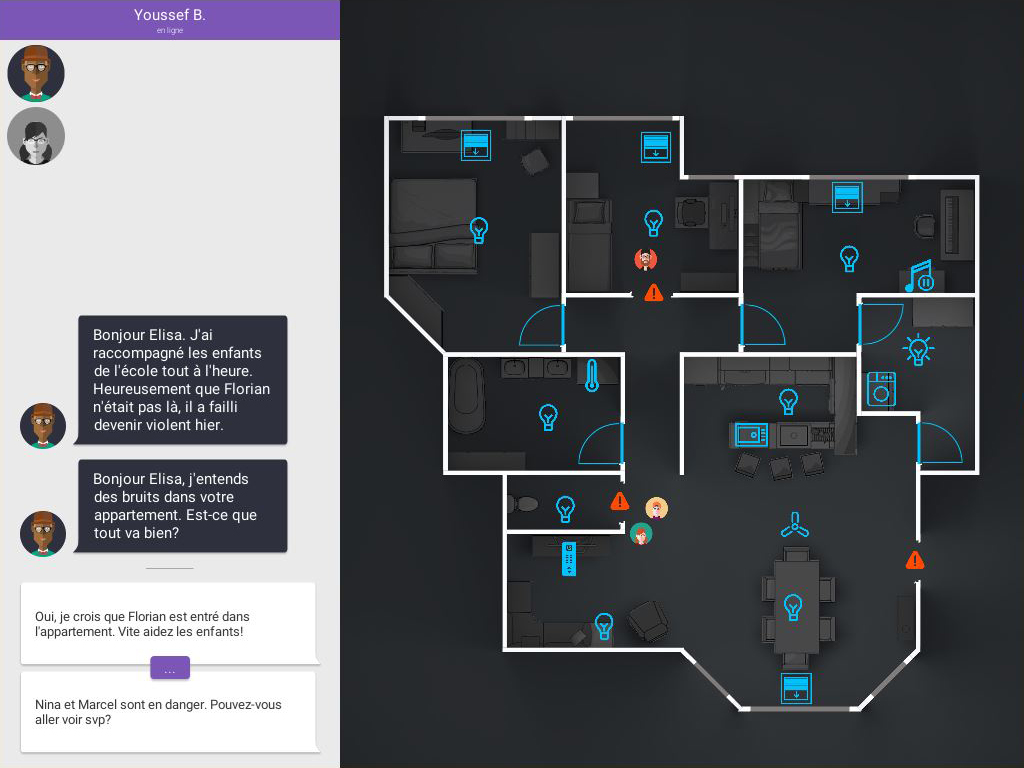 Youssef B.
en ligne
Bonjour Elisa. J'ai
raccompagné les enfants
de l'école tout à l'heure.
Heureusement que Florian
n'était pas là, il a failli
devenir violent hier.
Bonjour Elisa, j'entends
des bruits dans votre
appartement. Est-ce que
tout va bien?
Oui, je crois que Florian est entré dans
l'appartement. Vite aidez les enfants!
...
Nina et Marcel sont en danger. Pouvez-vous
aller voir svp?